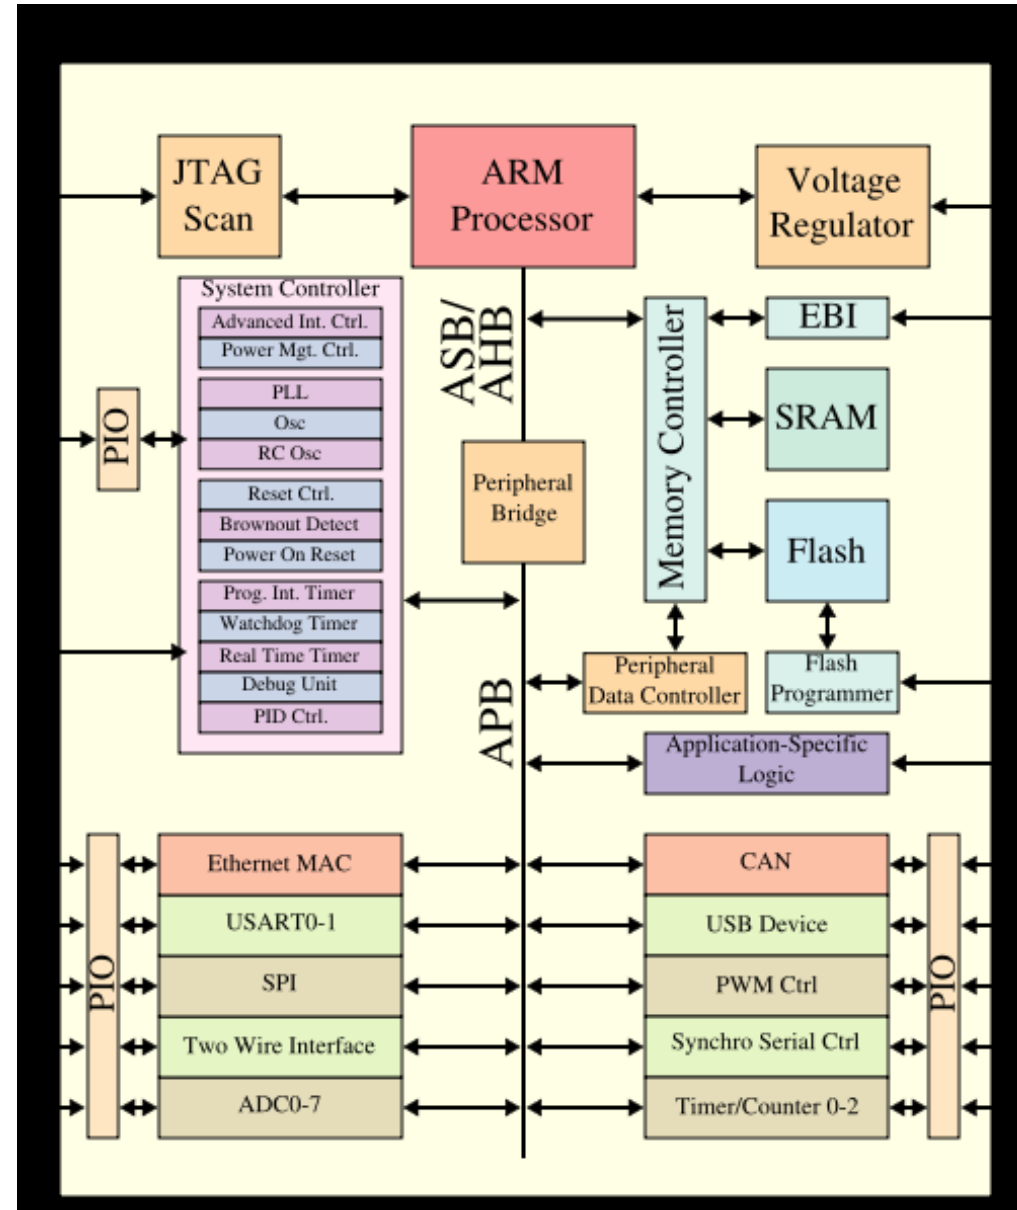 JTAG
Scan
ARM
Processor
Voltage
Regulator
System Controller
Advanced Int. Ctrl.
Power Mgt. Ctrl.
PLL
Osc
RC Osc
Reset Ctrl.
Brownout Detect
Power On Reset
Prog. Int. Timer
Watchdog Timer
Real Time Timer
Debug Unit
PID Ctrl.
PIO
ASB/
AHB
Peripheral
Bridge
APB
Memory Controller
EBI
SRAM
Flash
Peripheral
Data Controller
Flash
Programmer
Application-Specific
Logic
PIO
Ethernet MAC
USART0-1
SPI
Two Wire Interface
ADC0-7
CAN
USB Device
PWM Ctrl
Synchro Serial Ctrl
Timer/Counter 0-2
PIO